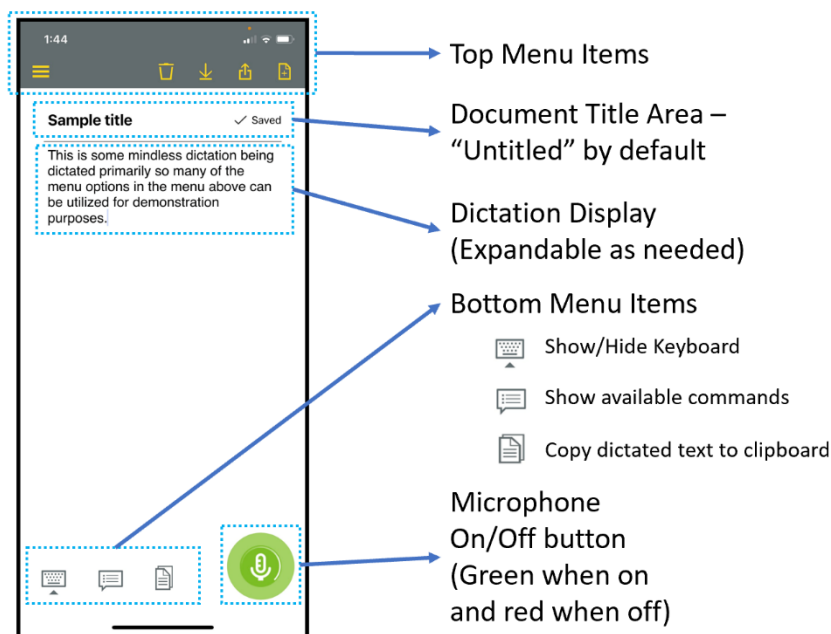 1:44
Sample title
Saved
This is some mindless dictation being
dictated primarily so many of the
menu options in the menu above can
be utilized for demonstration
purposes.
Top Menu Items
Document Title Area –
“Untitled” by default
Dictation Display
(Expandable as needed)
Bottom Menu Items
Show/Hide Keyboard
Show available commands
Copy dictated text to clipboard
Microphone
On/Off button
(Green when on
and red when off)